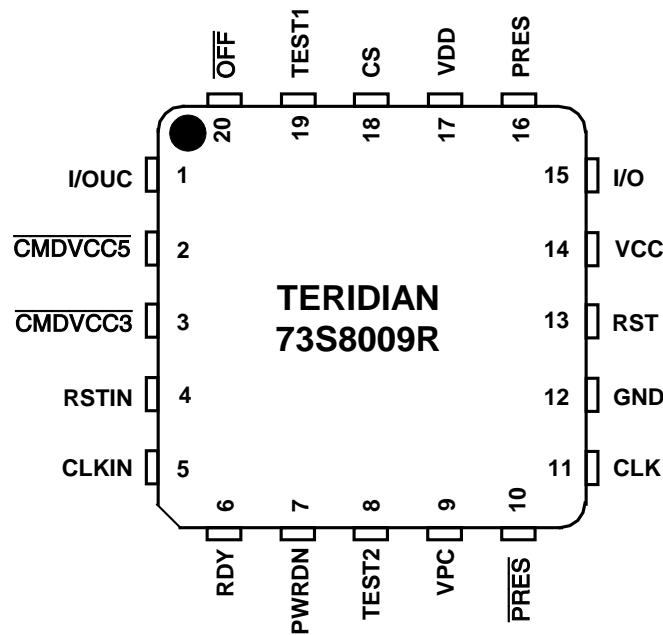 OFF
TEST1
CS
VDD
PRES
20
19
18
17
16
I/OUC 1
15 I/O
CMDVCC5 2
14 VCC
TERIDIAN
73S8009R
CMDVCC3 3
13 RST
RSTIN 4
12 GND
CLKIN 5
11 CLK
6
7
8
9
10
RDY
PWRDN
TEST2
VPC
PRES